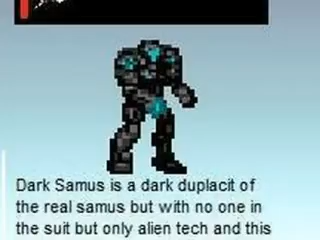 Dark Samus is a dark duplacit of
the real samus but with no one in
the suit but only alien tech and this